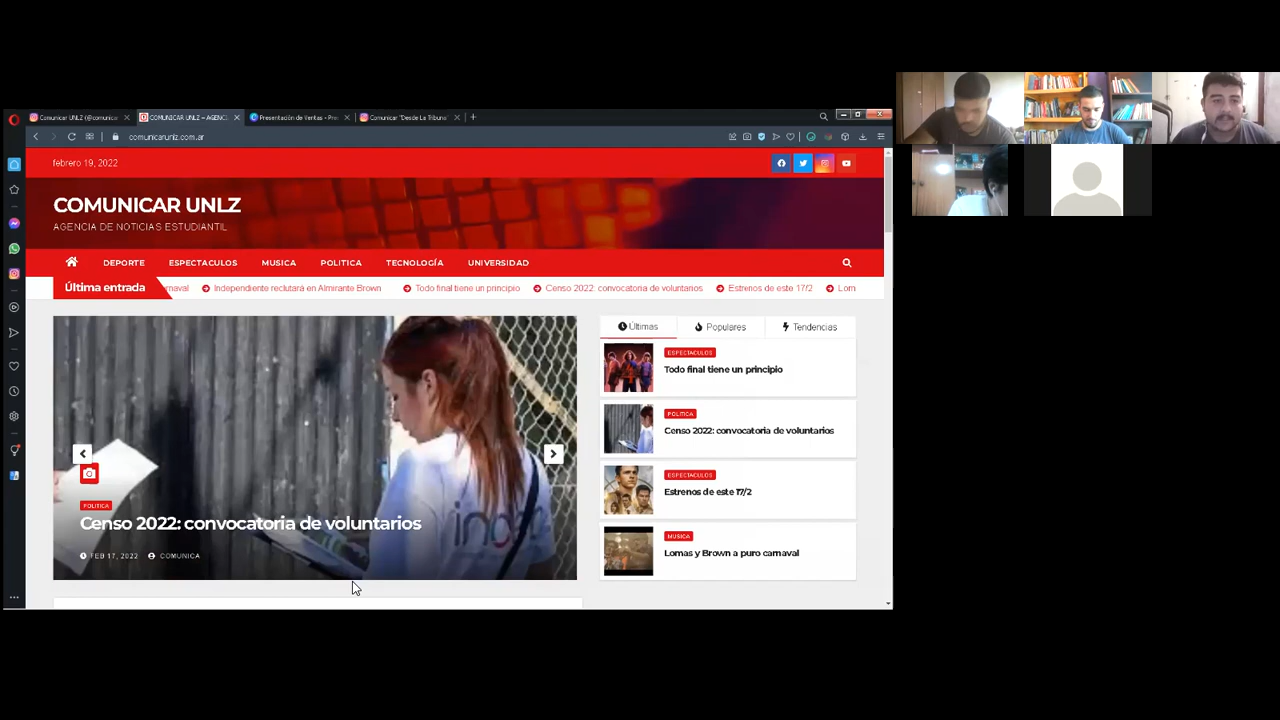 Comunicar UNLZ (@comunica
COMUNICAR UNLZ – AGENCI
Presentación de Ventas - Pre
Comunicar "Desde La Tribuna"
comunicarunlz.com.ar
febrero 19, 2022
COMUNICAR UNLZ
AGENCIA DE NOTICIAS ESTUDIANTIL
DEPORTE ESPECTACULOS MUSICA POLITICA TECNOLOGÍA UNIVERSIDAD
Última entrada
rnaval Independiente reclutará en Almirante Brown Todo final tiene un principio Censo 2022: convocatoria de voluntarios Estrenos de este 17/2 Lom
Últimas Populares Tendencias
ESPECTACULOS
Todo final tiene un principio
POLITICA
Censo 2022: convocatoria de voluntarios
ESPECTACULOS
Estrenos de este 17/2
MUSICA
Lomas y Brown a puro carnaval
POLITICA
Censo 2022: convocatoria de voluntarios
FEB 17, 2022 COMUNICA